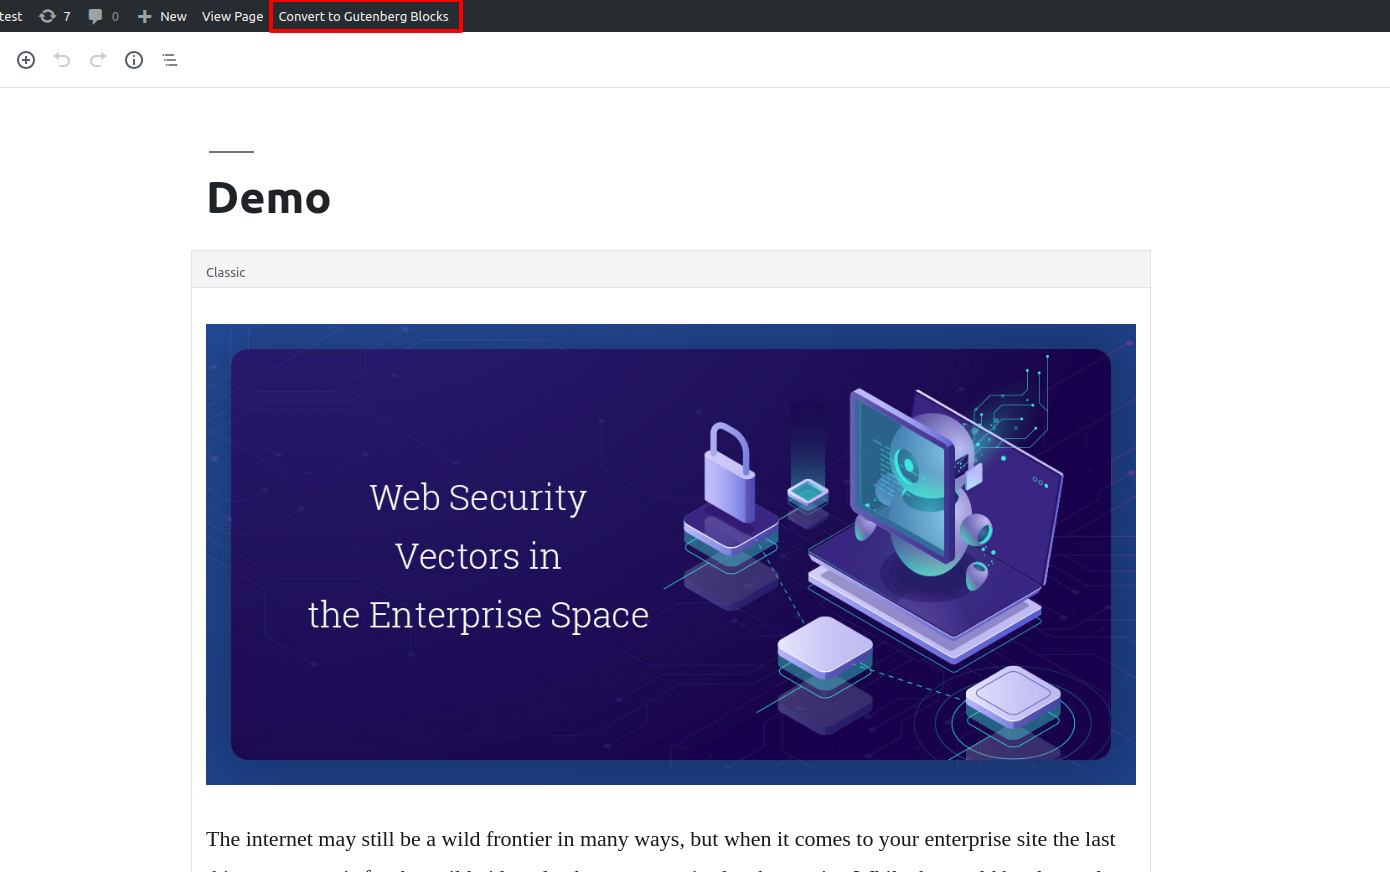 test 7 0 New View Page Convert to Gutenberg Blocks
Demo
Classic
Web Security
Vectors in
the Enterprise Space
The internet may still be a wild frontier in many ways, but when it comes to your enterprise site the last